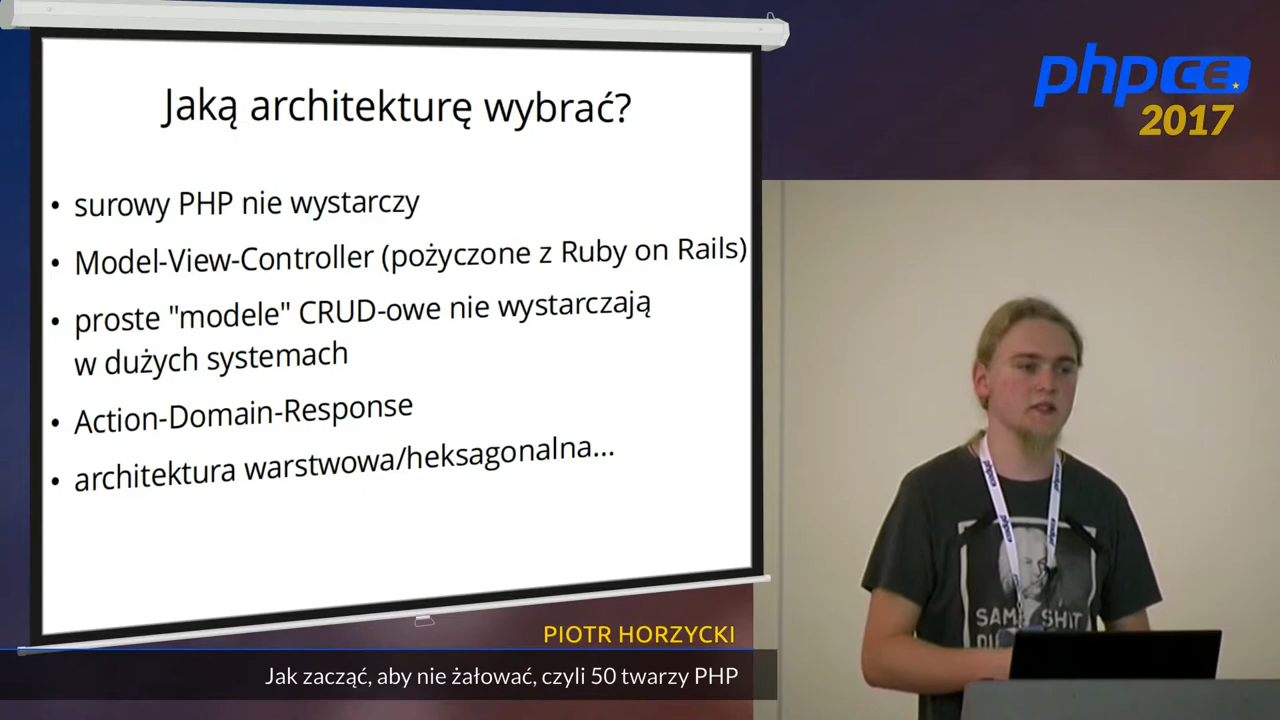 Jaką architekturę wybrać?
• surowy PHP nie wystarczy
• Model-View-Controller (pożyczone z Ruby on Rails)
• proste "modele" CRUD-owe nie wystarczają
w dużych systemach
• Action-Domain-Response
• architektura warstwowa/heksagonalna...
phpCE
2017
PIOTR HORZYCKI
Jak zacząć, aby nie żałować, czyli 50 twarzy PHP
SAME SHIT